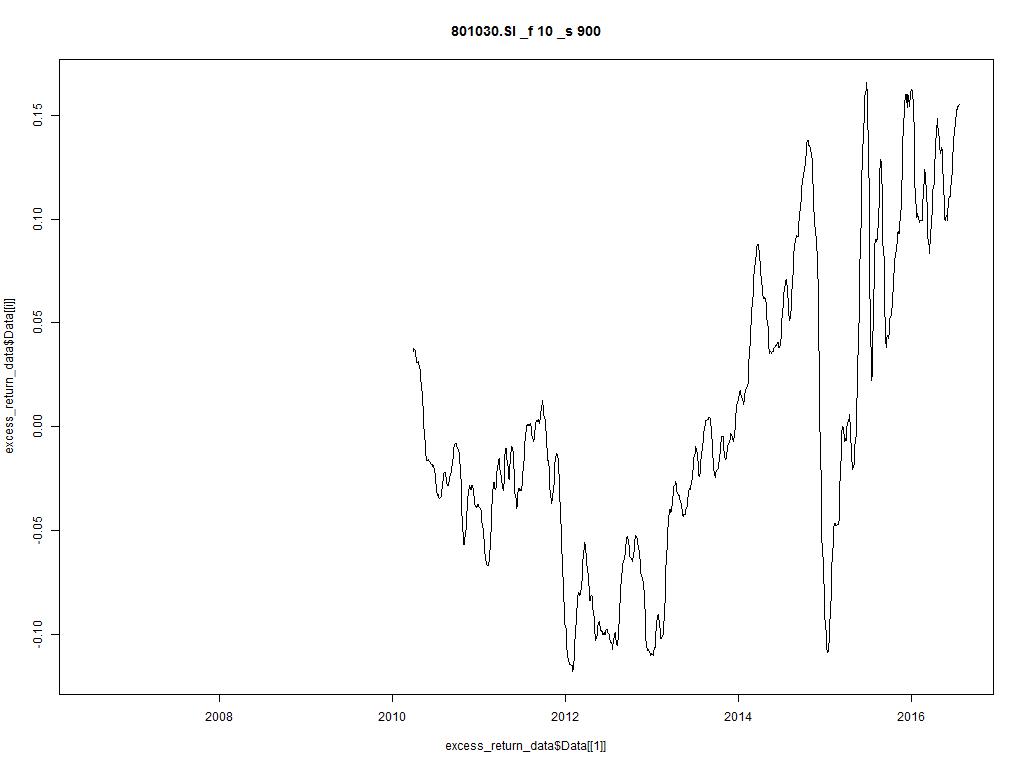 801030.SI _f 10 _s 900
excess_return_data$Data[[i]]
0.15
0.10
0.05
0.00
-0.05
-0.10
2008 2010 2012 2014 2016
excess_return_data$Data[[1]]